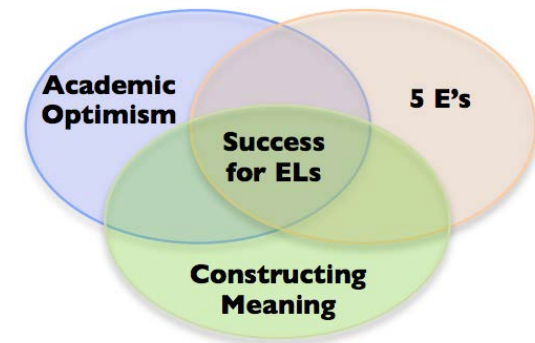 Academic
Optimism
5 E's
Success
for ELs
Constructing
Meaning